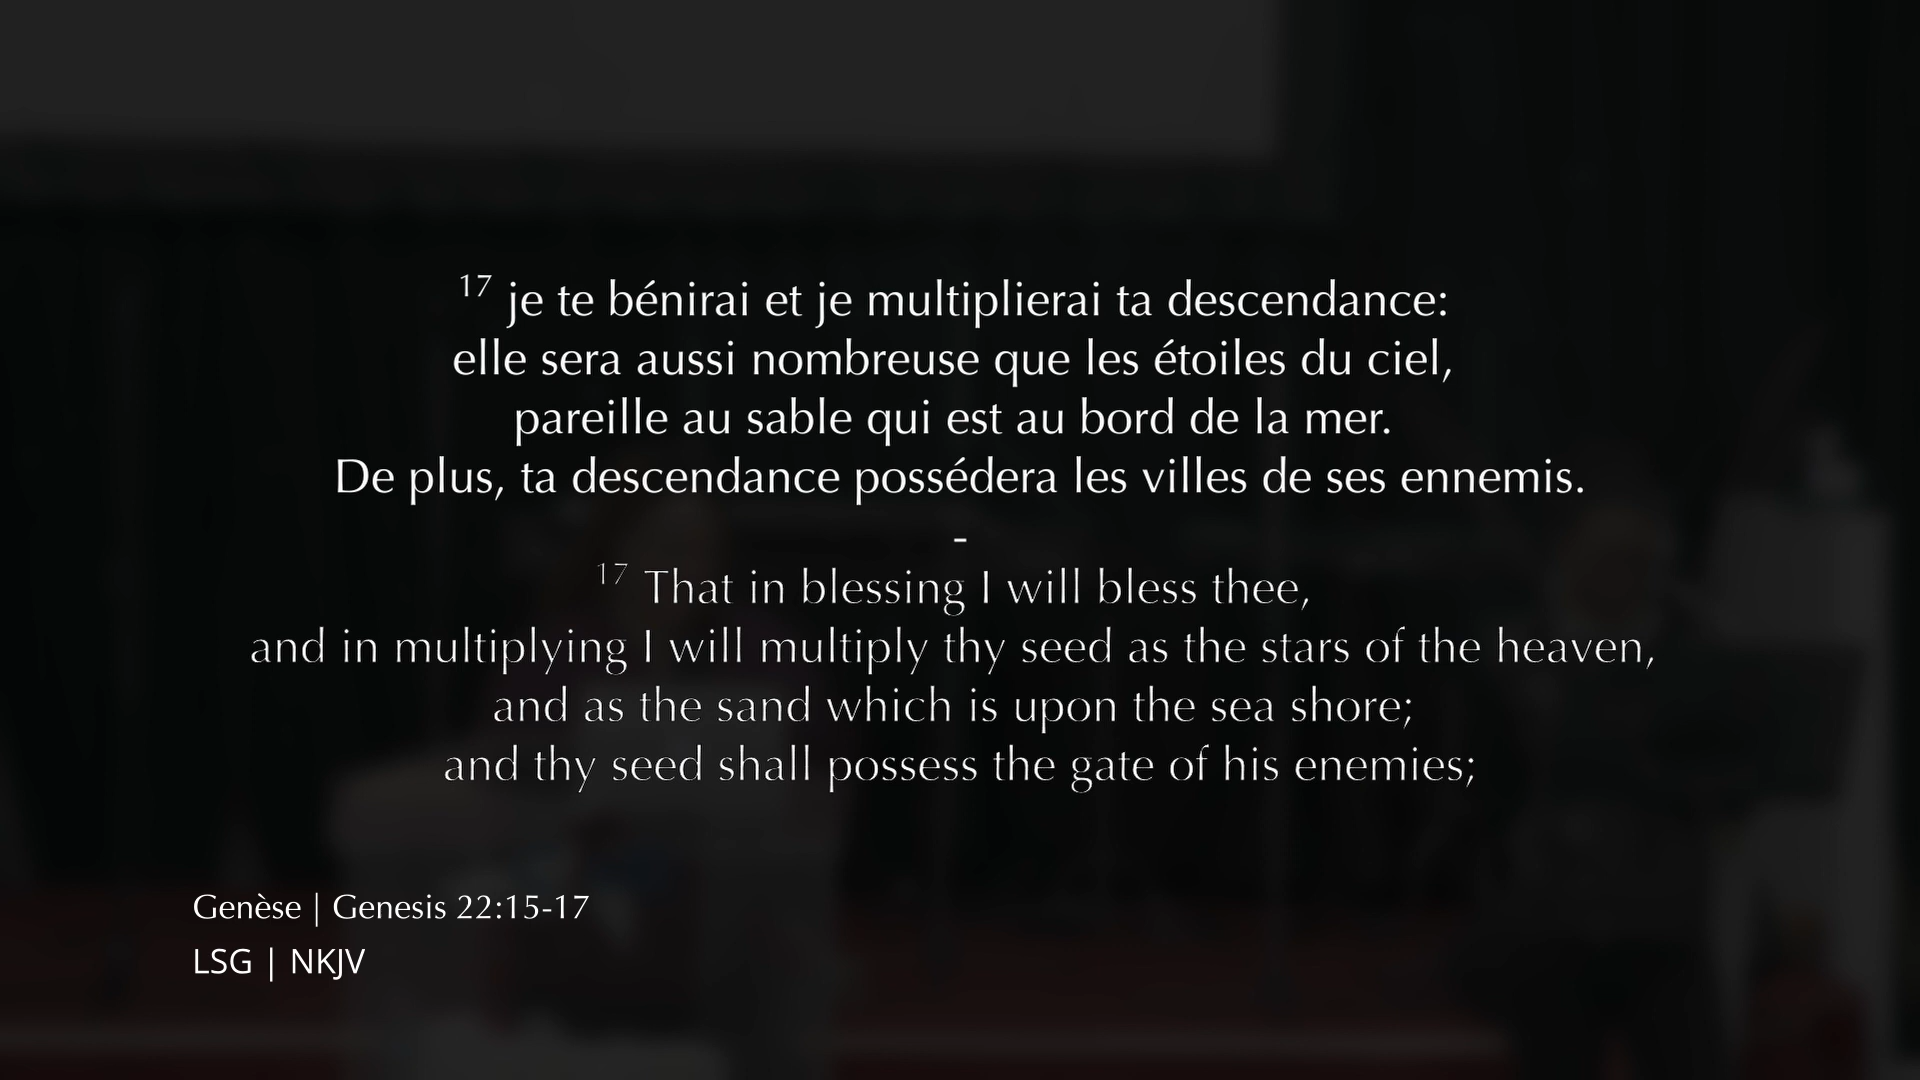 17 je te bénirai et je multiplierai ta descendance:
elle sera aussi nombreuse que les étoiles du ciel,
pareille au sable qui est au bord de la mer.
De plus, ta descendance possédera les villes de ses ennemis.
-
17 That in blessing I will bless thee,
and in multiplying I will multiply thy seed as the stars of the heaven,
and as the sand which is upon the sea shore;
and thy seed shall possess the gate of his enemies;
Genèse | Genesis 22:15-17
LSG | NKJV